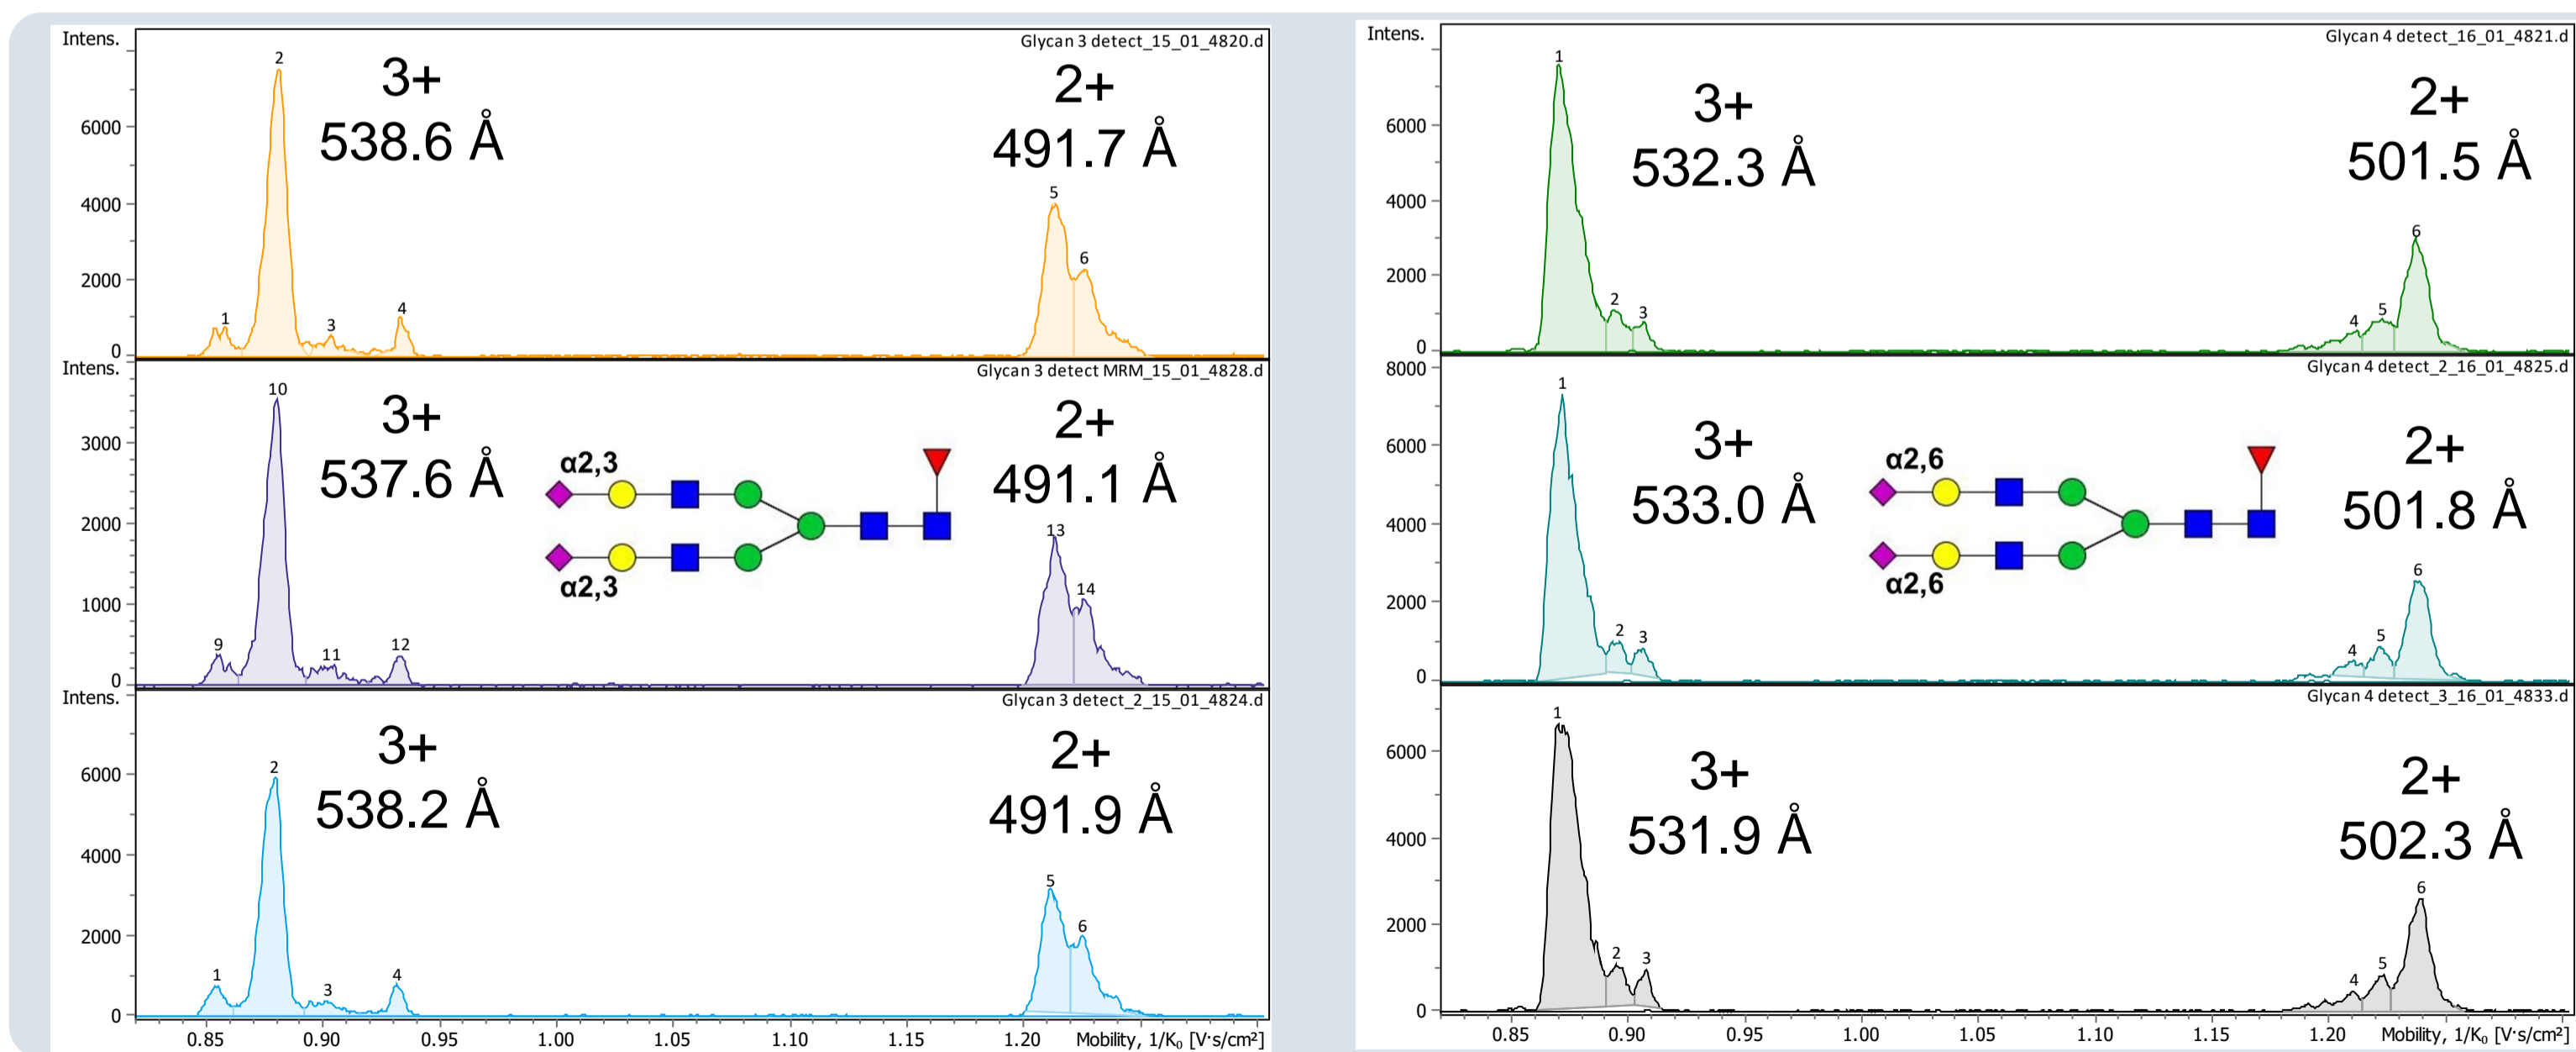 Intens.
Glycan 3 detect_15_01_4820.d
2
3+
538.6 Å
2+
491.7 Å
6000
4000
2000
0
1
3
4
5
6
Intens.
Glycan 3 detect MRM_15_01_4828.d
10
3+
537.6 Å
2+
491.1 Å
3000
2000
1000
0
α2,3
α2,3
9
11
12
13
14
Intens.
Glycan 3 detect_2_15_01_4824.d
2
3+
538.2 Å
2+
491.9 Å
6000
4000
2000
0
1
3
4
5
6
0.85 0.90 0.95 1.00 1.05 1.10 1.15 1.20 Mobility, 1/K₀ [V·s/cm²]
Intens.
Glycan 4 detect_16_01_4821.d
1
3+
532.3 Å
2+
501.5 Å
6000
4000
2000
0
2
3
4
5
6
8000
Glycan 4 detect_2_16_01_4825.d
1
3+
533.0 Å
2+
501.8 Å
6000
4000
2000
0
α2,6
α2,6
2
3
4
5
6
Glycan 4 detect_3_16_01_4833.d
1
3+
531.9 Å
2+
502.3 Å
6000
4000
2000
0
2
3
4
5
6
0.85 0.90 0.95 1.00 1.05 1.10 1.15 1.20 Mobility, 1/K₀ [V·s/cm²]